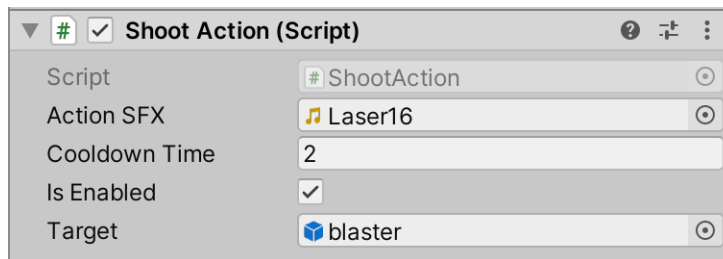 # Shoot Action (Script)
Script # ShootAction
Action SFX Laser16
Cooldown Time 2
Is Enabled
Target blaster